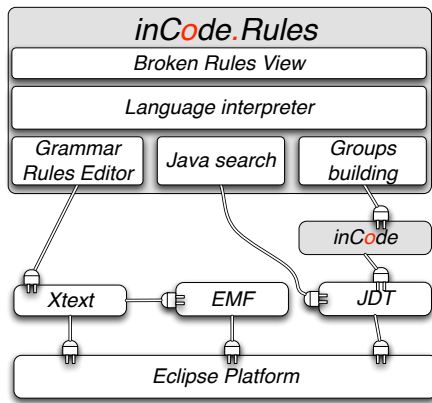 inCode.Rules
Broken Rules View
Language interpreter
Grammar
Rules Editor
Java search
Groups
building
inCode
Xtext
EMF
JDT
Eclipse Platform